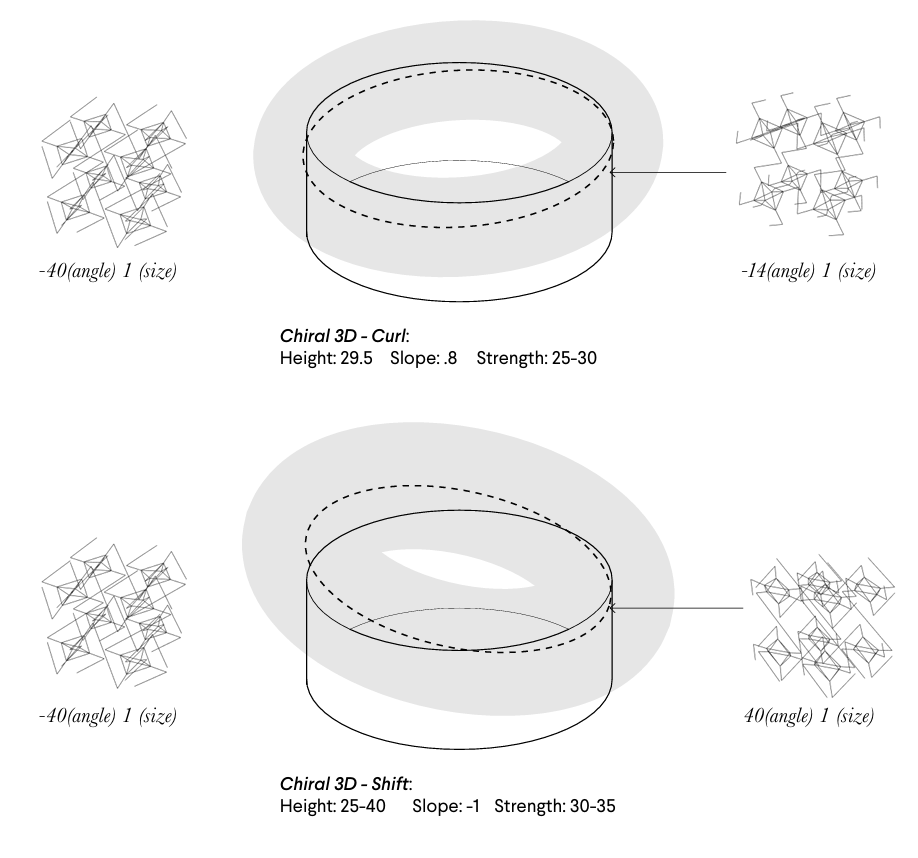 -40(angle) 1 (size)
-14(angle) 1 (size)
Chiral 3D - Curl:
Height: 29.5 Slope: .8 Strength: 25-30
-40(angle) 1 (size)
40(angle) 1 (size)
Chiral 3D - Shift:
Height: 25-40 Slope: -1 Strength: 30-35